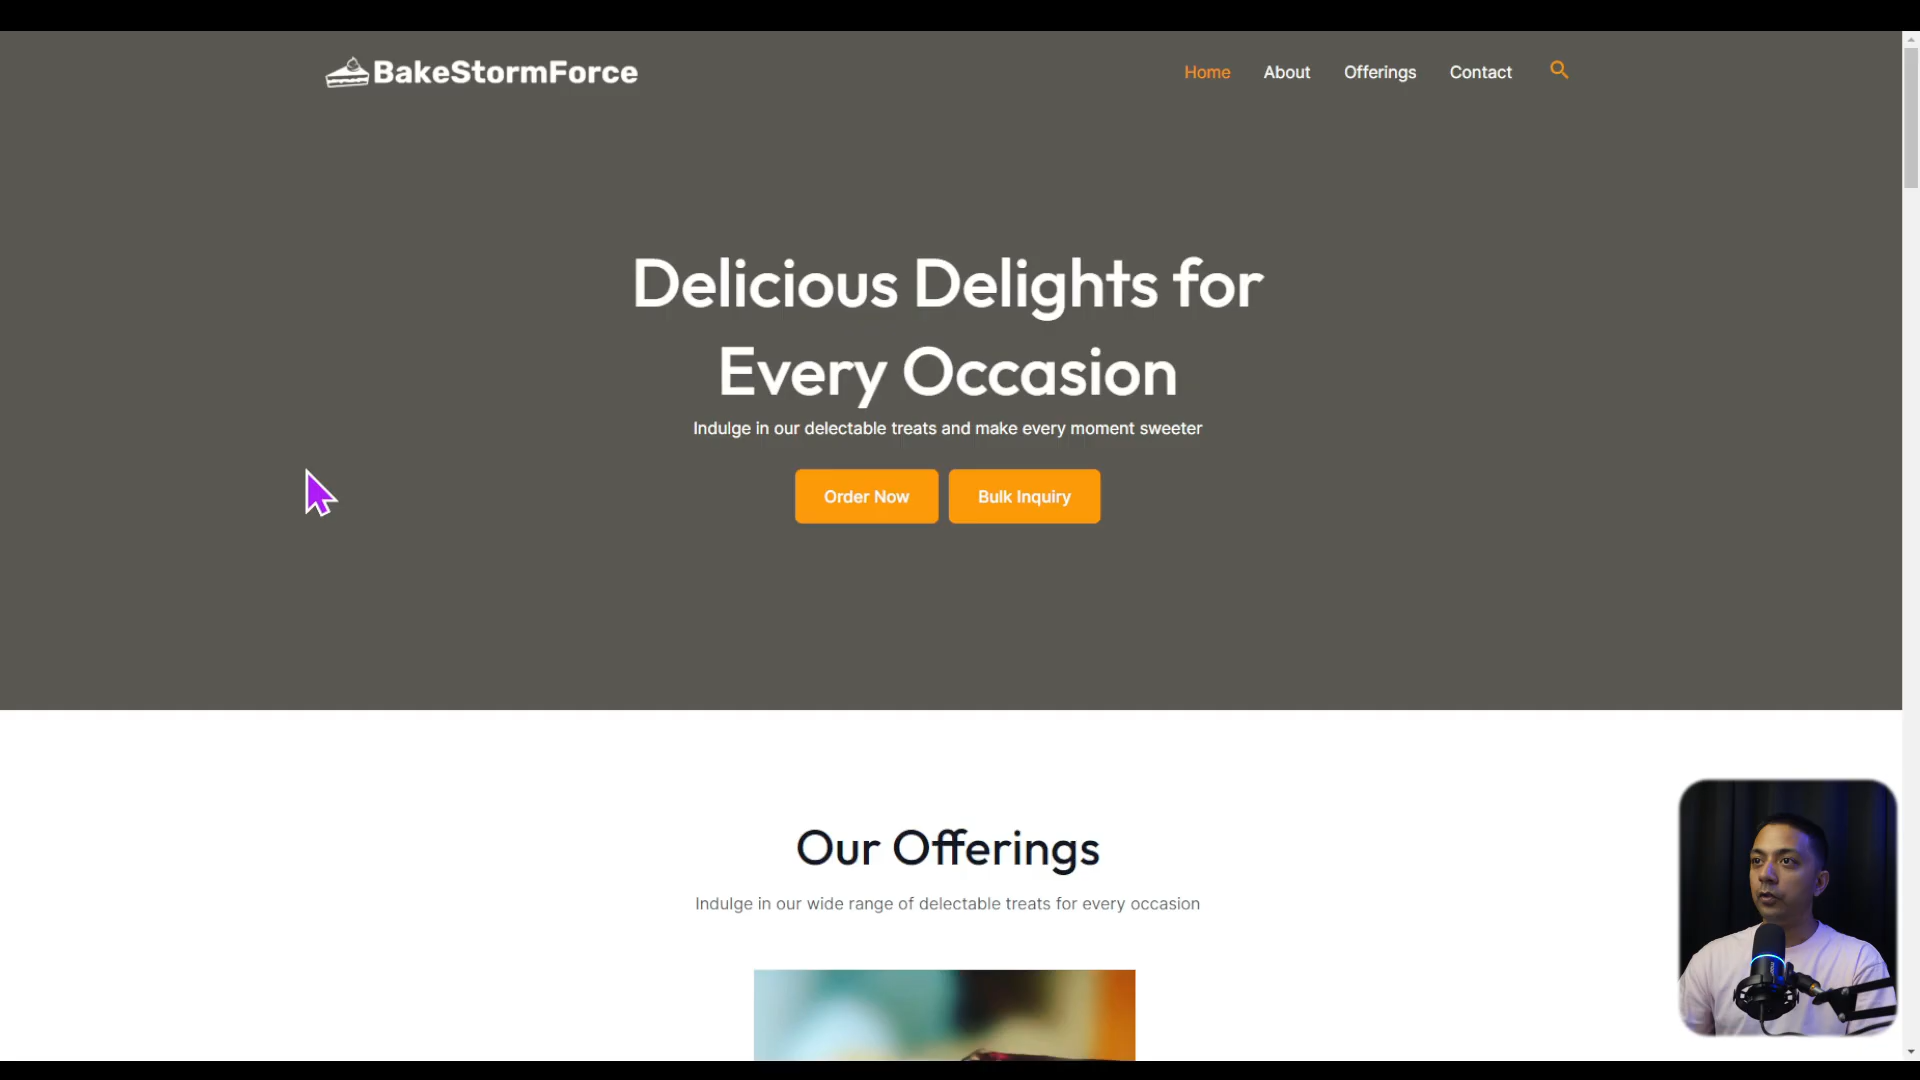 BakeStormForce
Home About Offerings Contact
Delicious Delights for
Every Occasion
Indulge in our delectable treats and make every moment sweeter
Order Now Bulk Inquiry
Our Offerings
Indulge in our wide range of delectable treats for every occasion